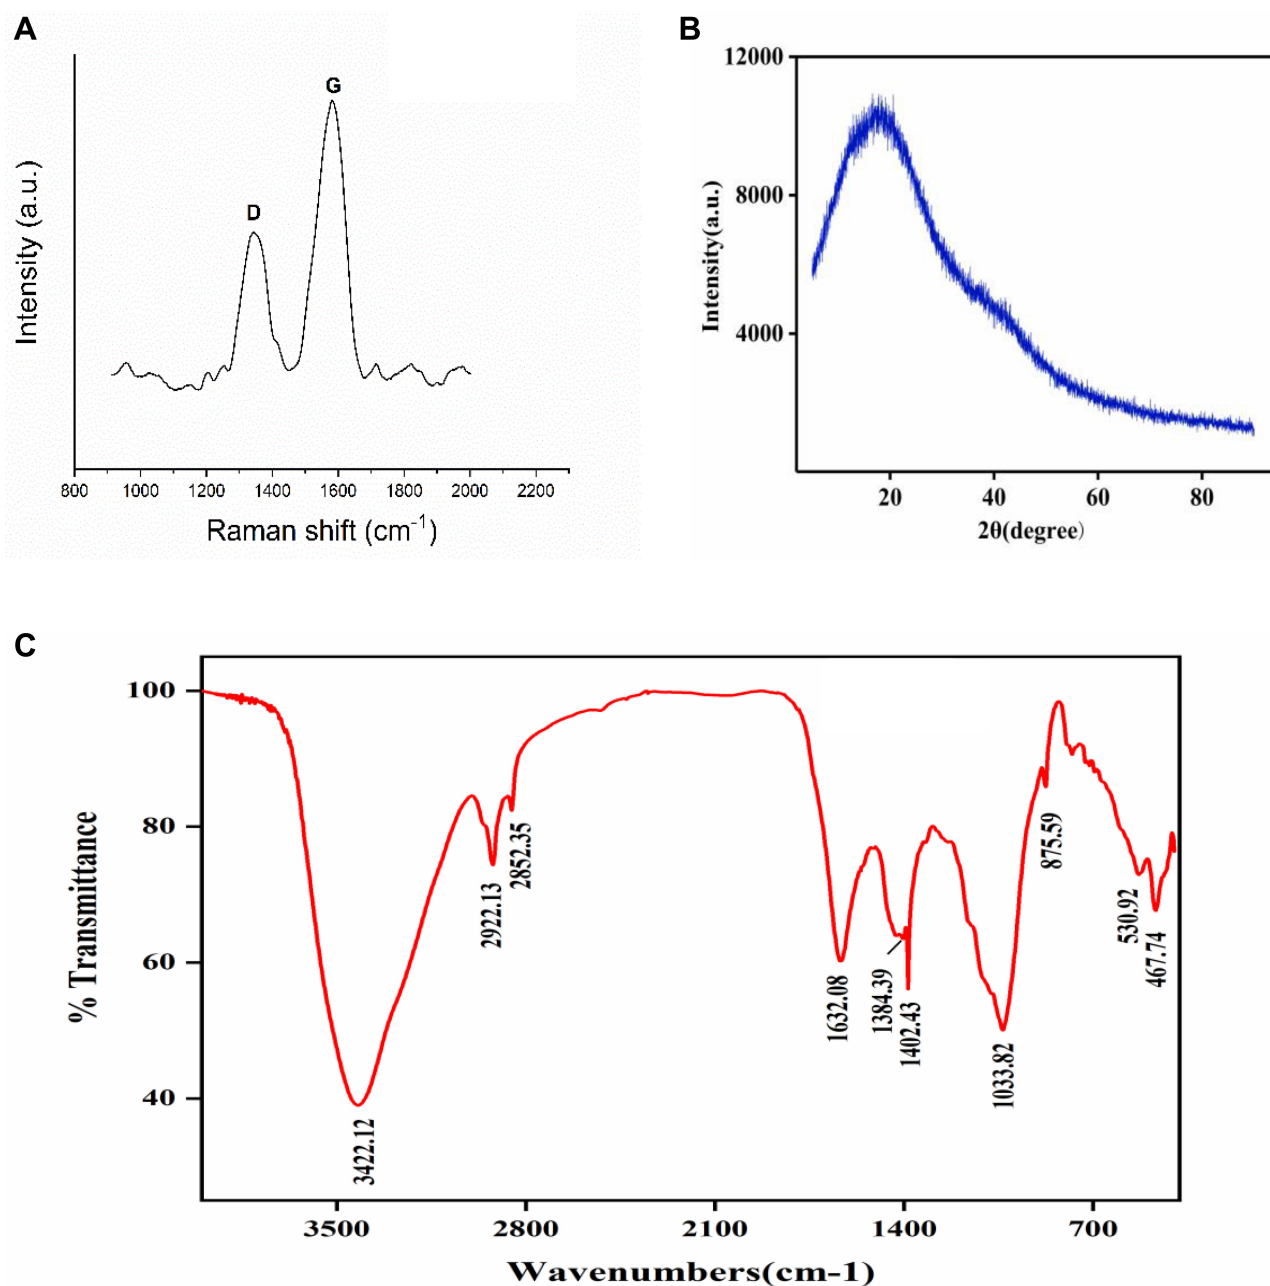 A
G
D
Intensity (a.u.)
800 1000 1200 1400 1600 1800 2000 2200
Raman shift (cm-1)
B
12000
8000
4000
Intensity(a.u.)
20 40 60 80
2θ(degree)
C
100
80
60
40
% Transmittance
3422.12
2922.13
2852.35
1632.08
1384.39
1402.43
1033.82
875.59
530.92
467.74
3500 2800 2100 1400 700
Wavenumbers(cm-1)